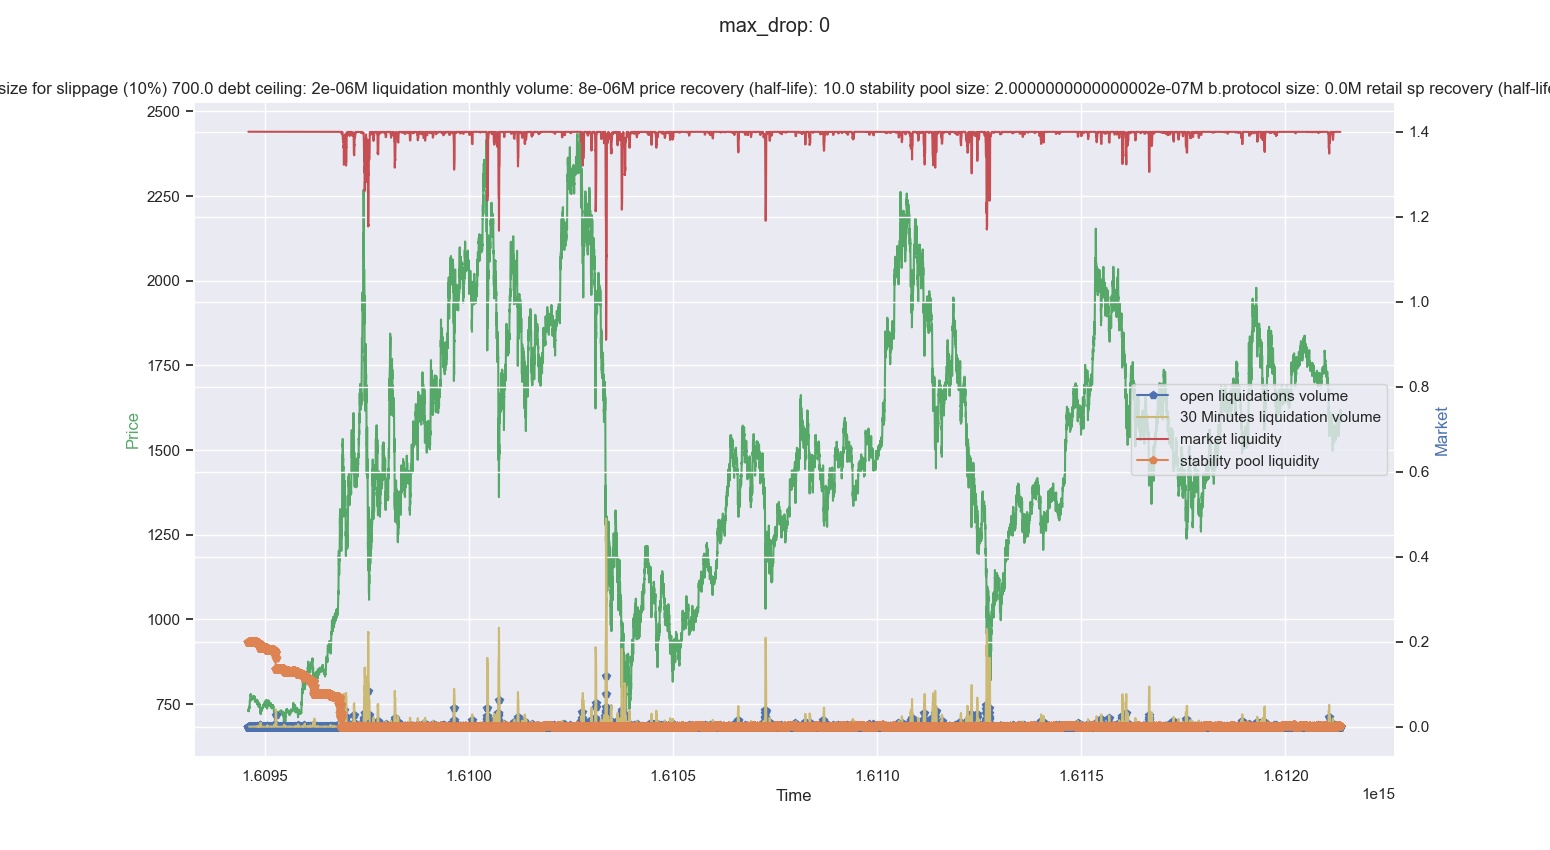 max_drop: 0
size for slippage (10%) 700.0 debt ceiling: 2e-06M liquidation monthly volume: 8e-06M price recovery (half-life): 10.0 stability pool size: 2.0000000000000002e-07M b.protocol size: 0.0M retail sp recovery (half-life
2500
2250
2000
1750
1500
1250
1000
750
Price
1.4
1.2
1.0
0.8
0.6
0.4
0.2
0.0
Market
open liquidations volume
30 Minutes liquidation volume
market liquidity
stability pool liquidity
1.6095
1.6100
1.6105
1.6110
1.6115
1.6120
Time
1e15